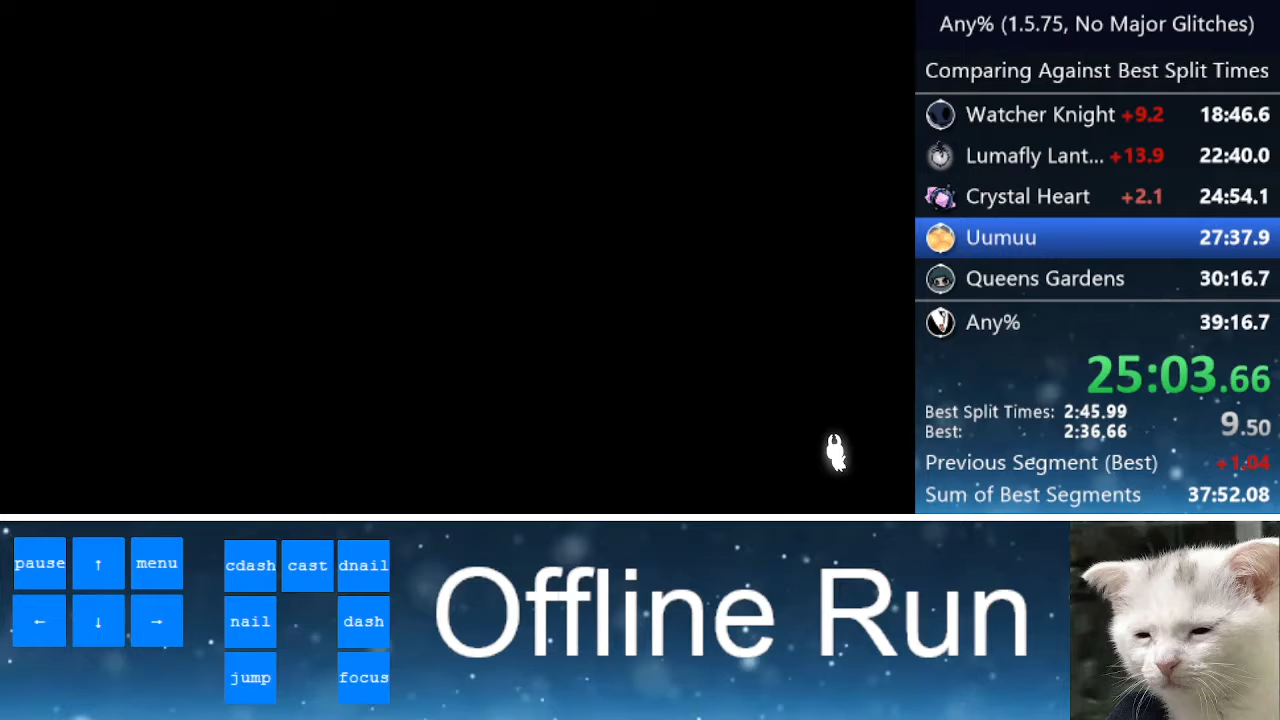 Any% (1.5.75, No Major Glitches)
Comparing Against Best Split Times
Watcher Knight +9.2 18:46.6
Lumafly Lant... +13.9 22:40.0
Crystal Heart +2.1 24:54.1
Uumuu 27:37.9
Queens Gardens 30:16.7
Any% 39:16.7
25:03.66
Best Split Times: 2:45.99 9.50
Best: 2:36.66
Previous Segment (Best) +1.04
Sum of Best Segments 37:52.08
pause ↑ menu cdash cast dnail
← ↓ → nail dash
jump focus
Offline Run